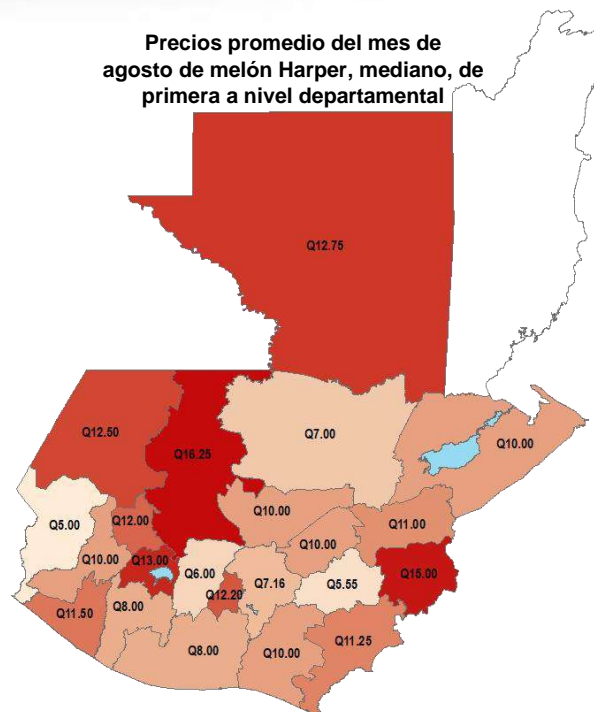 Precios promedio del mes de
agosto de melón Harper, mediano, de
primera a nivel departamental
Q12.75
Q12.50
Q16.25
Q7.00
Q10.00
Q5.00
Q12.00
Q10.00
Q11.00
Q10.00
Q10.00
Q13.00
Q6.00
Q12.20
Q7.16
Q5.55
Q15.00
Q11.50
Q8.00
Q8.00
Q10.00
Q11.25